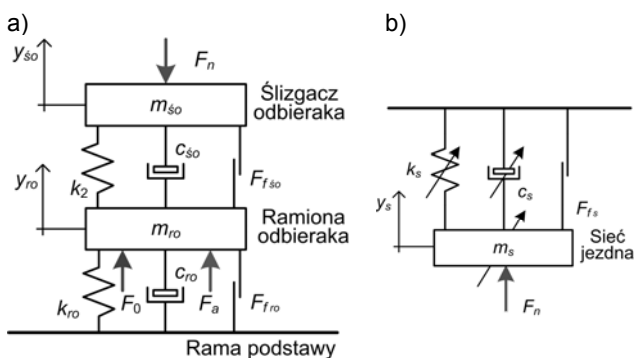 a)
y_śo
F_n
m_śo
Ślizgacz
odbieraka
c_śo
k_2
F_fśo
y_ro
m_ro
Ramiona
odbieraka
k_ro
F_0
c_ro
F_a
F_fro
Rama podstawy
b)
k_s
c_s
F_fs
y_s
m_s
Sieć
jezdna
F_n